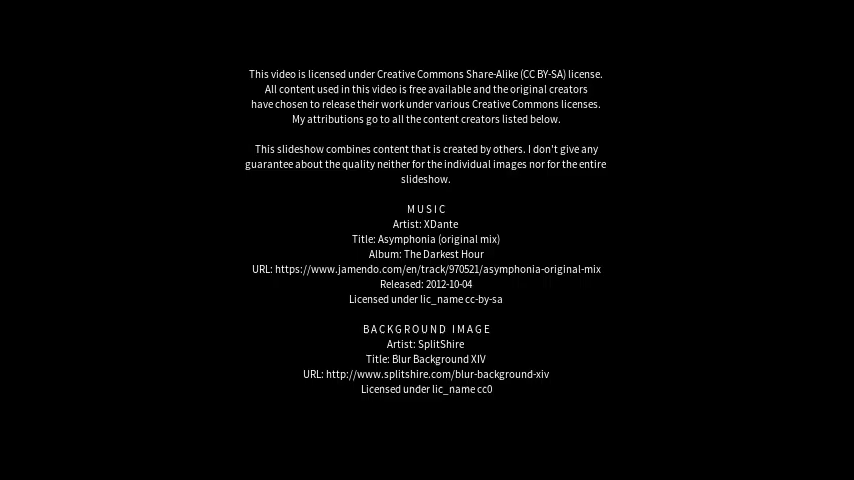 This video is licensed under Creative Commons Share-Alike (CC BY-SA) license.
All content used in this video is free available and the original creators
have chosen to release their work under various Creative Commons licenses.
My attributions go to all the content creators listed below.
This slideshow combines content that is created by others. I don't give any
guarantee about the quality neither for the individual images nor for the entire
slideshow.
MUSIC
Artist: XDante
Title: Asymphonia (original mix)
Album: The Darkest Hour
URL: https://www.jamendo.com/en/track/970521/asymphonia-original-mix
Released: 2012-10-04
Licensed under lic_name cc-by-sa
BACKGROUND IMAGE
Artist: SplitShire
Title: Blur Background XIV
URL: http://www.splitshire.com/blur-background-xiv
Licensed under lic_name cc0